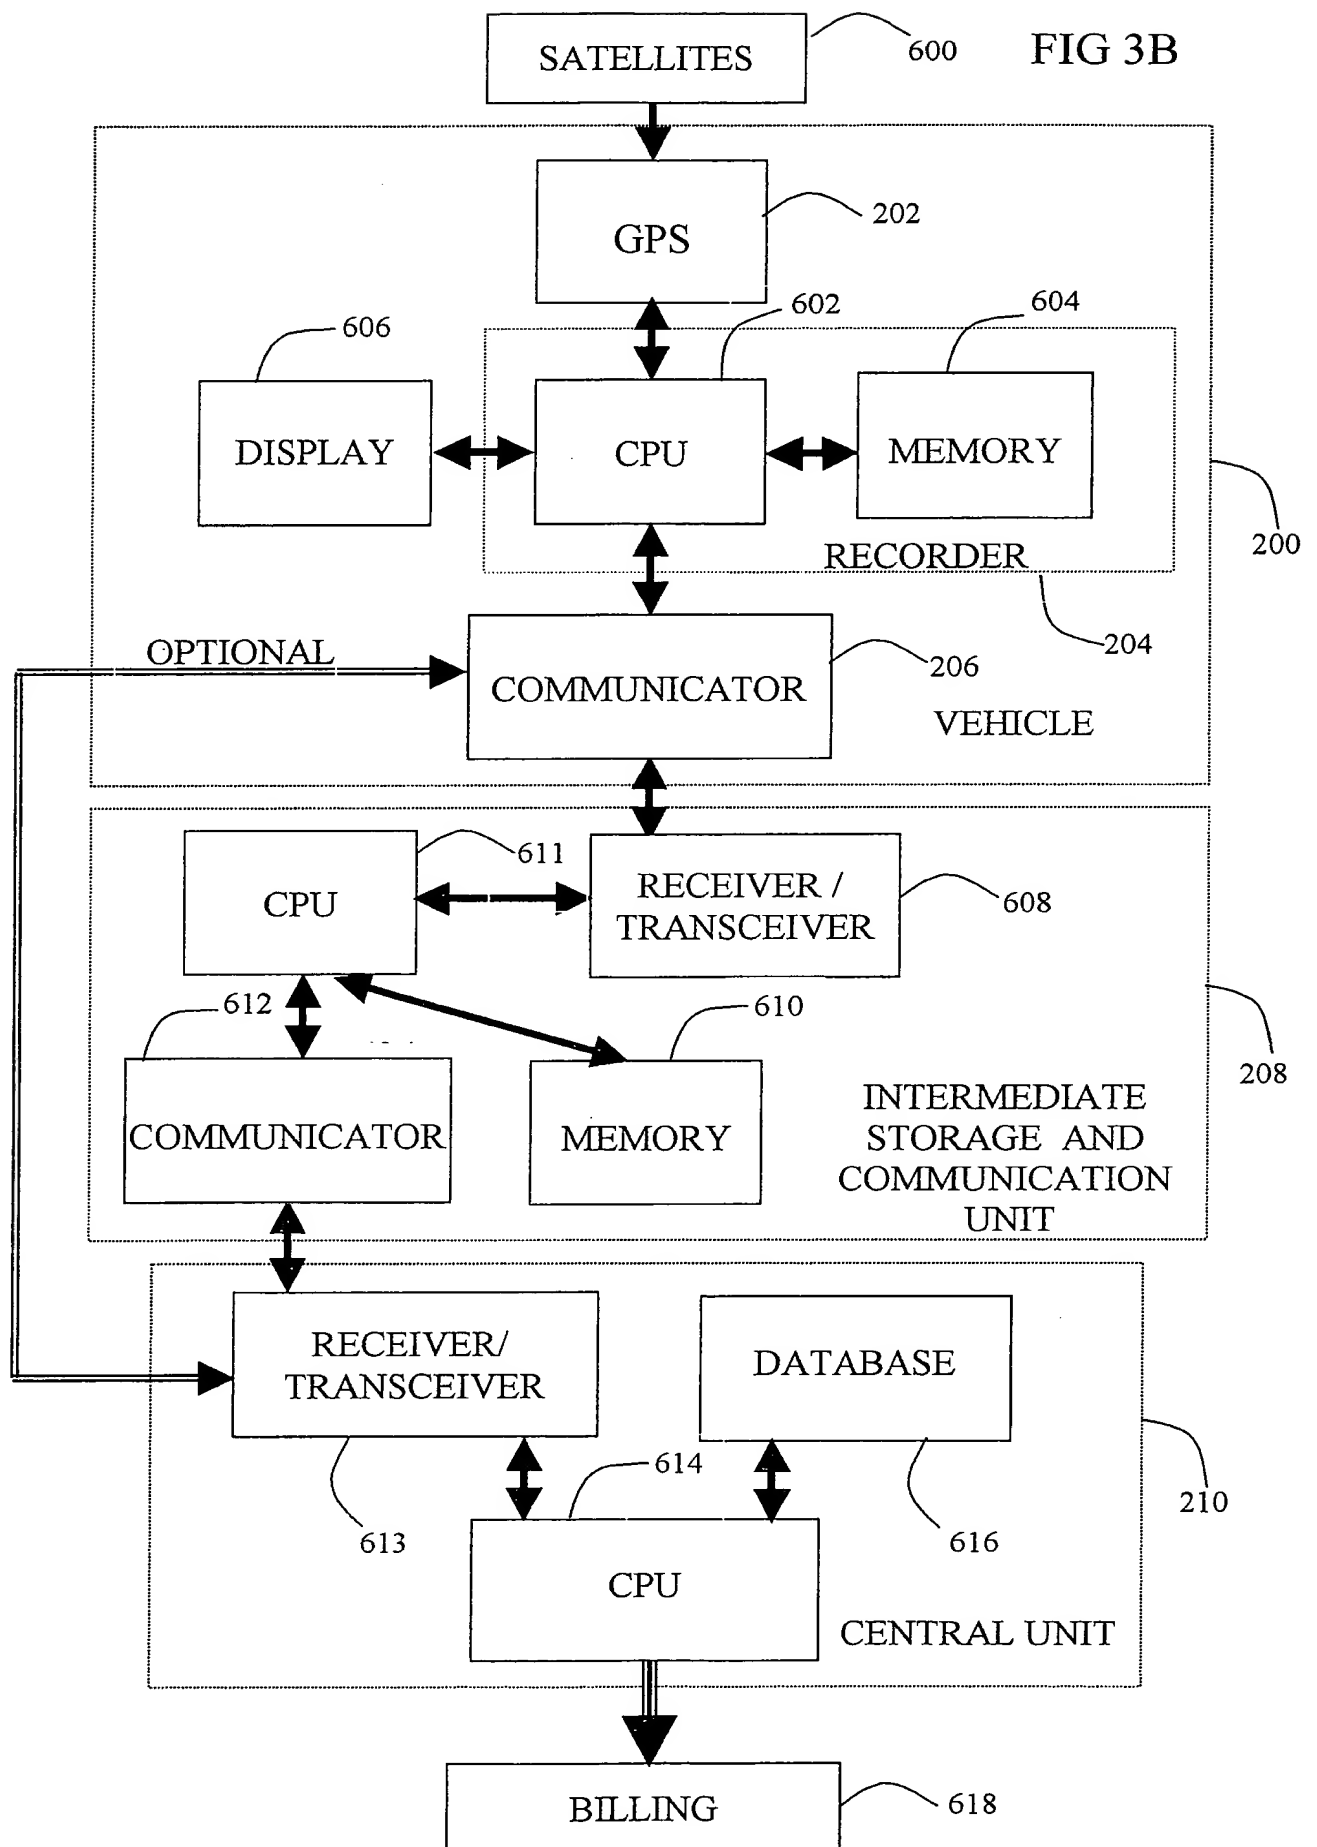 SATELLITES
600
FIG 3B
GPS
202
602
604
606
DISPLAY
CPU
MEMORY
RECORDER
200
204
OPTIONAL
COMMUNICATOR
206
VEHICLE
CPU
611
RECEIVER /
TRANSCEIVER
608
612
610
208
COMMUNICATOR
MEMORY
INTERMEDIATE
STORAGE AND
COMMUNICATION
UNIT
RECEIVER/
TRANSCEIVER
DATABASE
613
614
616
210
CPU
CENTRAL UNIT
BILLING
618